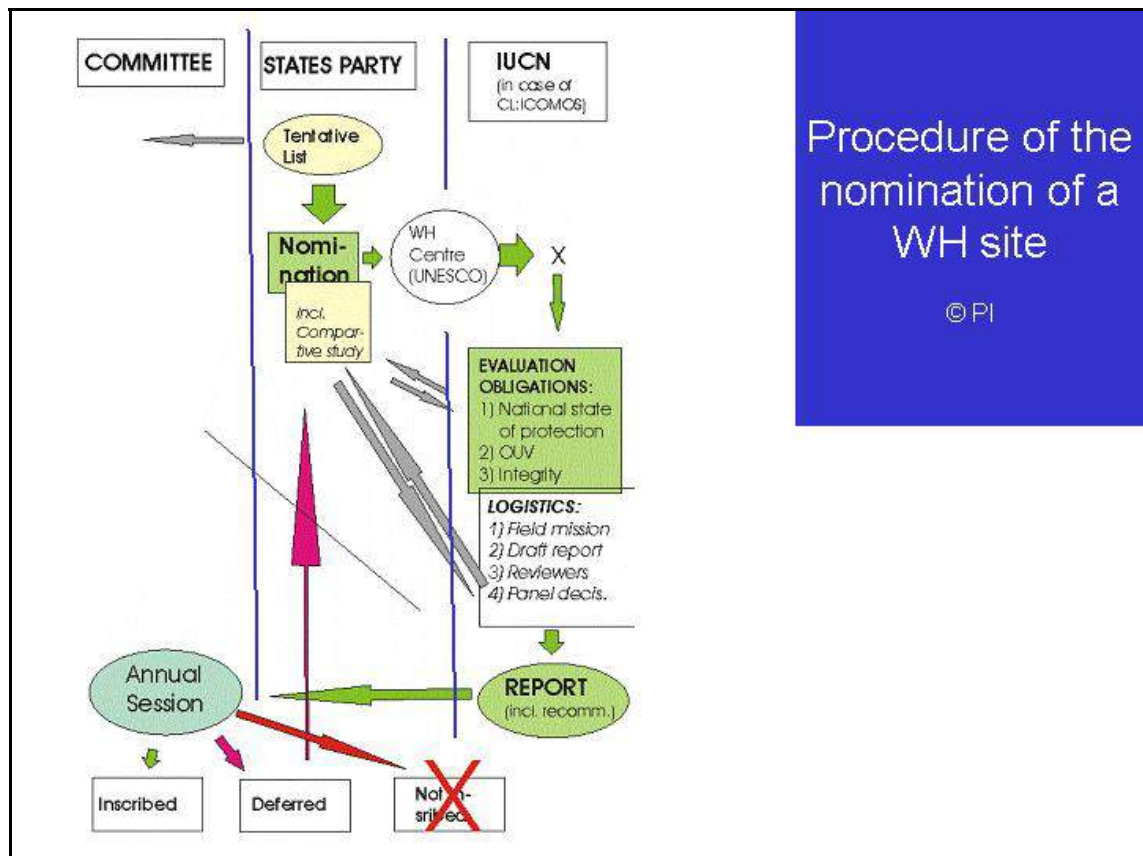 COMMITTEE
STATES PARTY
IUCN
(in case of
CL:ICOMOS)
Tentative
List
Nomi-
nation
incl.
Compar-
tive study
WH
Centre
(UNESCO)
X
EVALUATION
OBLIGATIONS:
1) National state
of protection
2) OUV
3) Integrity
LOGISTICS:
1) Field mission
2) Draft report
3) Reviewers
4) Panel decis.
REPORT
(incl. recomm.)
Annual
Session
Inscribed
Deferred
Not in-
sribed
Procedure of the
nomination of a
WH site
© PI